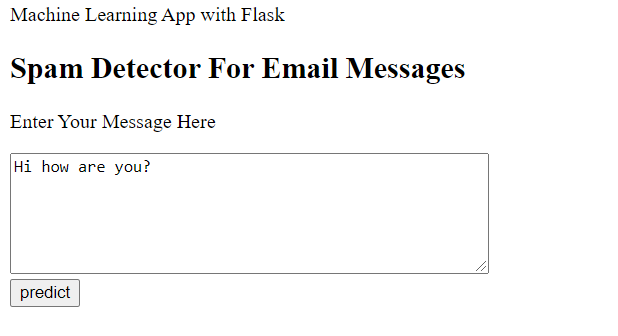 Machine Learning App with Flask
Spam Detector For Email Messages
Enter Your Message Here
Hi how are you?
predict